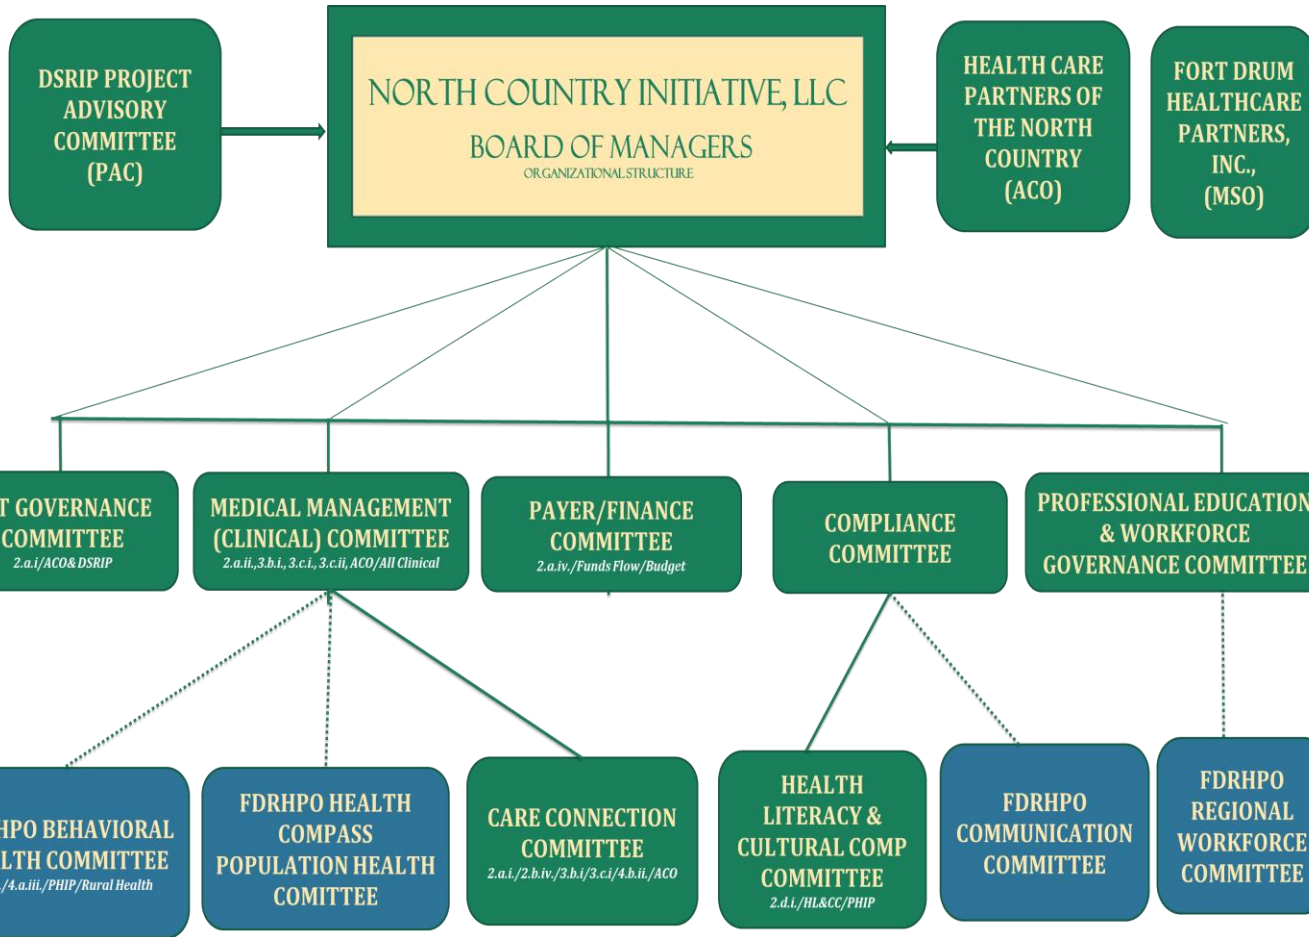 DSRIP PROJECT
ADVISORY
COMMITTEE
(PAC)
NORTH COUNTRY INITIATIVE, LLC
BOARD OF MANAGERS
ORGANIZATIONAL STRUCTURE
HEALTH CARE
PARTNERS OF
THE NORTH
COUNTRY
(ACO)
FORT DRUM
HEALTHCARE
PARTNERS,
INC.,
(MSO)
T GOVERNANCE
COMMITTEE
2.a.i/ACO& DSRIP
MEDICAL MANAGEMENT
(CLINICAL) COMMITTEE
2.a.ii.,3.b.i., 3.c.i., 3.c.ii, ACO/All Clinical
PAYER/FINANCE
COMMITTEE
2.a.iv./Funds Flow/Budget
COMPLIANCE
COMMITTEE
PROFESSIONAL EDUCATION
& WORKFORCE
GOVERNANCE COMMITTEE
HPO BEHAVIORAL
LTH COMMITTEE
./4.a.iii./PHIP/Rural Health
FDRHPO HEALTH
COMPASS
POPULATION HEALTH
COMITTEE
CARE CONNECTION
COMMITTEE
2.a.i./2.b.iv./3.b.i/3.c.i/4.b.ii./ACO
HEALTH
LITERACY &
CULTURAL COMP
COMMITTEE
2.d.i./HL&CC/PHIP
FDRHPO
COMMUNICATION
COMMITTEE
FDRHPO
REGIONAL
WORKFORCE
COMMITTEE